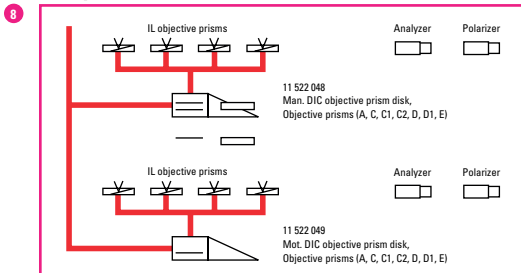 8
IL objective prisms
Analyzer
Polarizer
11 522 048
Man. DIC objective prism disk,
Objective prisms (A, C, C1, C2, D, D1, E)
IL objective prisms
Analyzer
Polarizer
11 522 049
Mot. DIC objective prism disk,
Objective prisms (A, C, C1, C2, D, D1, E)